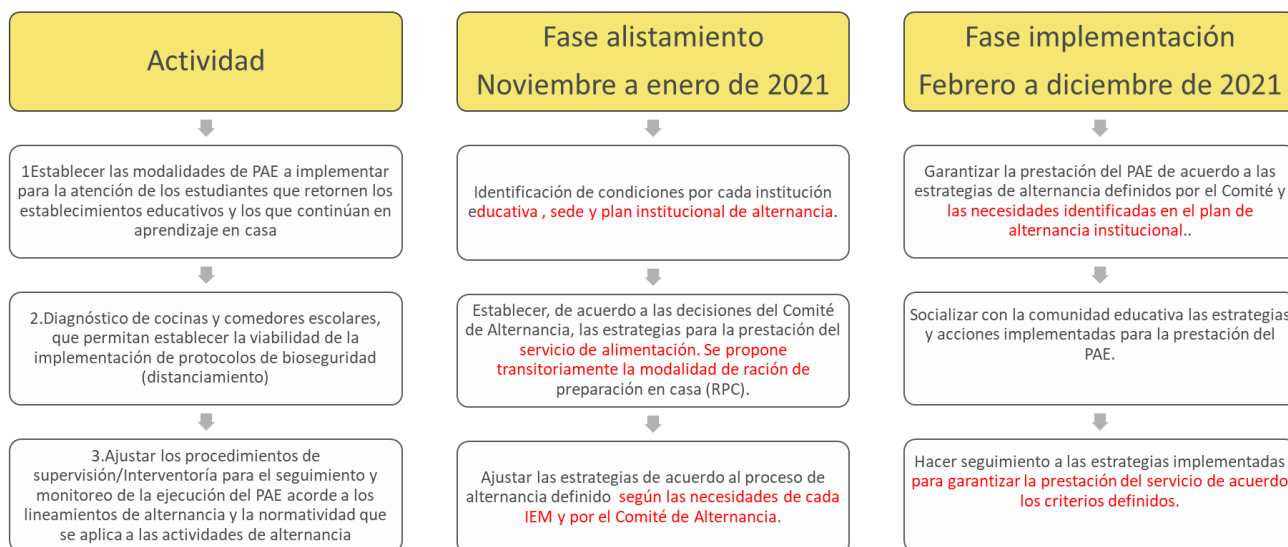 Actividad
1Establecer las modalidades de PAE a implementar
para la atención de los estudiantes que retornen los
establecimientos educativos y los que continúan en
aprendizaje en casa
2.Diagnóstico de cocinas y comedores escolares,
que permitan establecer la viabilidad de la
implementación de protocolos de bioseguridad
(distanciamiento)
3.Ajustar los procedimientos de
supervisión/Interventoría para el seguimiento y
monitoreo de la ejecución del PAE acorde a los
lineamientos de alternancia y la normatividad que
se aplica a las actividades de alternancia
Fase alistamiento
Noviembre a enero de 2021
Identificación de condiciones por cada institución
educativa , sede y plan institucional de alternancia.
Establecer, de acuerdo a las decisiones del Comité
de Alternancia, las estrategias para la prestación del
servicio de alimentación. Se propone
transitoriamente la modalidad de ración de
preparación en casa (RPC).
Ajustar las estrategias de acuerdo al proceso de
alternancia definido según las necesidades de cada
IEM y por el Comité de Alternancia.
Fase implementación
Febrero a diciembre de 2021
Garantizar la prestación del PAE de acuerdo a las
estrategias de alternancia definidos por el Comité y
las necesidades identificadas en el plan de
alternancia institucional..
Socializar con la comunidad educativa las estrategias
y acciones implementadas para la prestación del
PAE.
Hacer seguimiento a las estrategias implementadas
para garantizar la prestación del servicio de acuerdo
los criterios definidos.